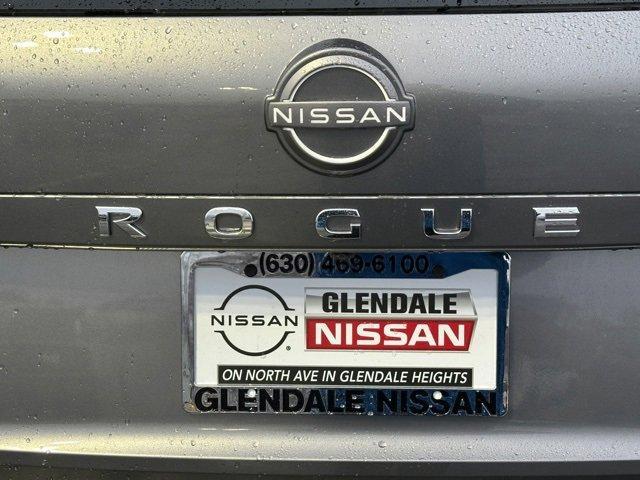 NISSAN
ROGUE
(630) 469-6100
NISSAN
GLENDALE
NISSAN
ON NORTH AVE IN GLENDALE HEIGHTS
GLENDALE NISSAN